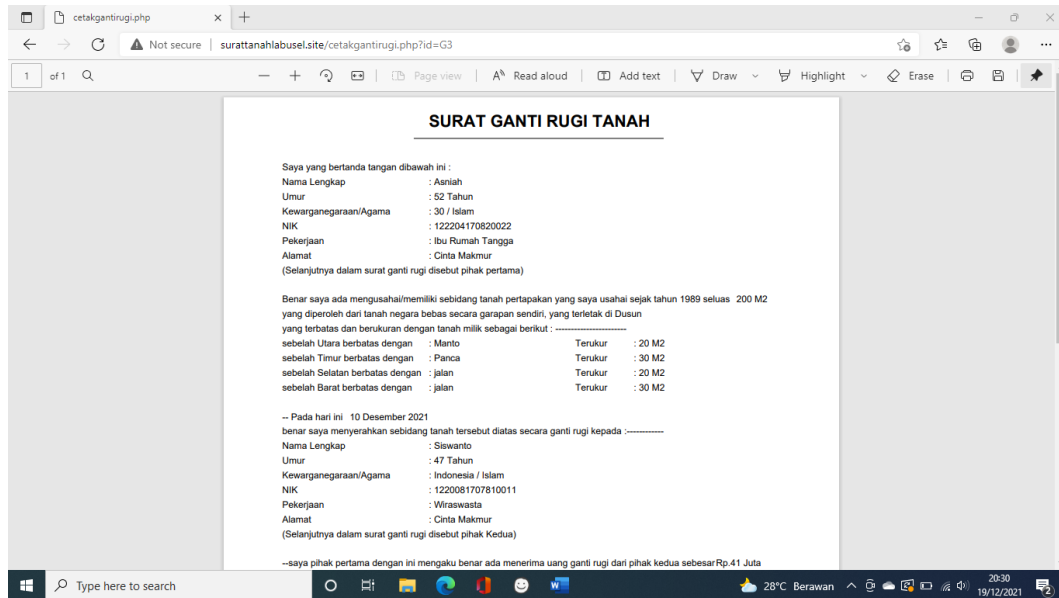 cetakgantirugi.php
Not secure surattanahlabusel.site/cetakgantirugi.php?id=G3
1 of 1 Page view Read aloud Add text Draw Highlight Erase
SURAT GANTI RUGI TANAH
Saya yang bertanda tangan dibawah ini :
Nama Lengkap : Asniah
Umur : 52 Tahun
Kewarganegaraan/Agama : 30 / Islam
NIK : 122204170820022
Pekerjaan : Ibu Rumah Tangga
Alamat : Cinta Makmur
(Selanjutnya dalam surat ganti rugi disebut pihak pertama)
Benar saya ada mengusahai/memiliki sebidang tanah pertapakan yang saya usahai sejak tahun 1989 seluas 200 M2
yang diperoleh dari tanah negara bebas secara garapan sendiri, yang terletak di Dusun
yang terbatas dan berukuran dengan tanah milik sebagai berikut : -----------------------
sebelah Utara berbatas dengan : Manto Terukur : 20 M2
sebelah Timur berbatas dengan : Panca Terukur : 30 M2
sebelah Selatan berbatas dengan : jalan Terukur : 20 M2
sebelah Barat berbatas dengan : jalan Terukur : 30 M2
-- Pada hari ini 10 Desember 2021
benar saya menyerahkan sebidang tanah tersebut diatas secara ganti rugi kepada :------------
Nama Lengkap : Siswanto
Umur : 47 Tahun
Kewarganegaraan/Agama : Indonesia / Islam
NIK : 1220081707810011
Pekerjaan : Wiraswasta
Alamat : Cinta Makmur
(Selanjutnya dalam surat ganti rugi disebut pihak Kedua)
--saya pihak pertama dengan ini mengaku benar ada menerima uang ganti rugi dari pihak kedua sebesar Rp.41 Juta
Type here to search 28°C Berawan 20:30
19/12/2021